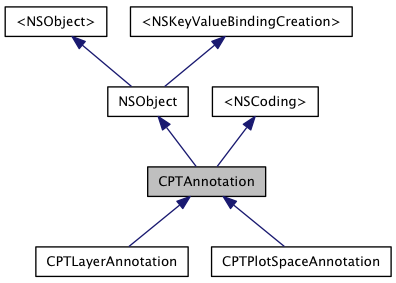 <NSObject>
<NSKeyValueBindingCreation>
NSObject
<NSCoding>
CPTAnnotation
CPTLayerAnnotation
CPTPlotSpaceAnnotation